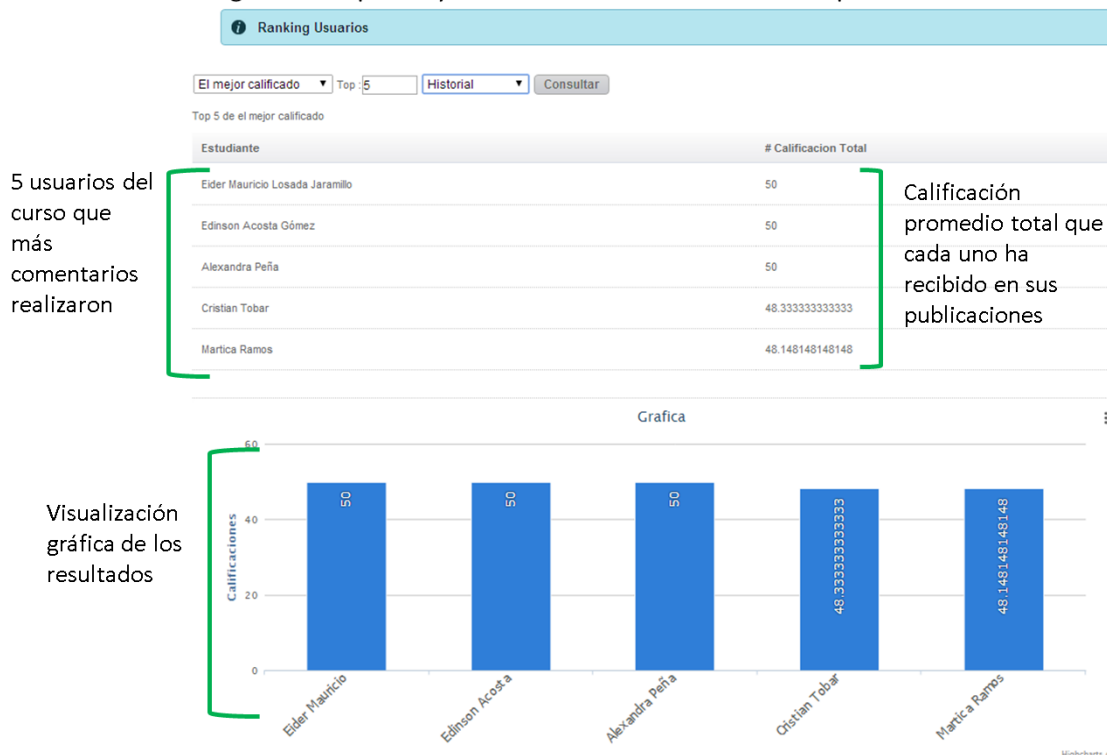 Ranking Usuarios
El mejor calificado Top : 5 Historial Consultar
Top 5 de el mejor calificado
Estudiante # Calificacion Total
Eider Mauricio Losada Jaramillo 50
Edinson Acosta Gómez 50
Alexandra Peña 50
Cristian Tobar 48.333333333333
Martica Ramos 48.148148148148
5 usuarios del
curso que
más
comentarios
realizaron
Calificación
promedio total que
cada uno ha
recibido en sus
publicaciones
Grafica
Visualización
gráfica de los
resultados
Calificaciones
60
40
20
0
50
50
50
48.333333333333
48.148148148148
Eider Mauricio
Edinson Acosta
Alexandra Peña
Cristian Tobar
Martica Ramos